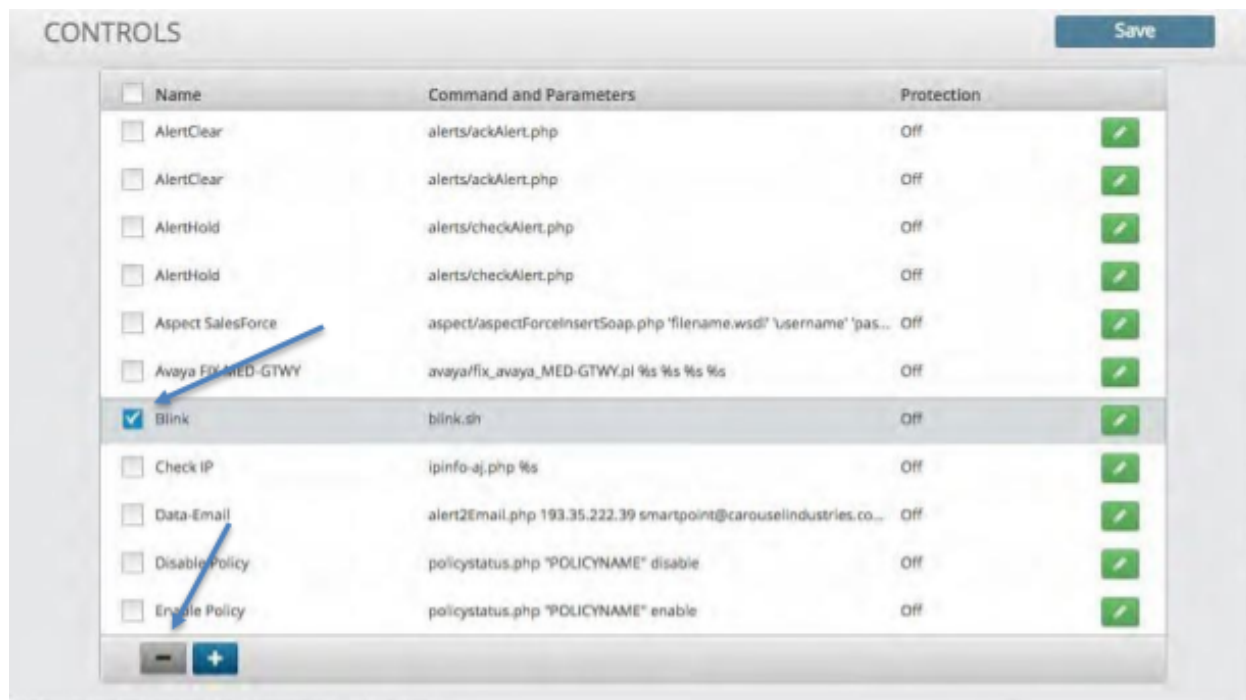 CONTROLS Save
Name Command and Parameters Protection
AlertClear alerts/ackAlert.php Off
AlertClear alerts/ackAlert.php Off
AlertHold alerts/checkAlert.php Off
AlertHold alerts/checkAlert.php Off
Aspect SalesForce aspect/aspectForceInsertSoap.php 'filename.wsdl' 'username' 'pas... Off
Avaya FIX MED-GTWY avaya/fix_avaya_MED-GTWY.pl %s %s %s %s Off
Blink blink.sh Off
Check IP ipinfo-aj.php %s Off
Data-Email alert2Email.php 193.35.222.39 smartpoint@carouselindustries.co... Off
Disable Policy policystatus.php "POLICYNAME" disable Off
Enable Policy policystatus.php "POLICYNAME" enable Off